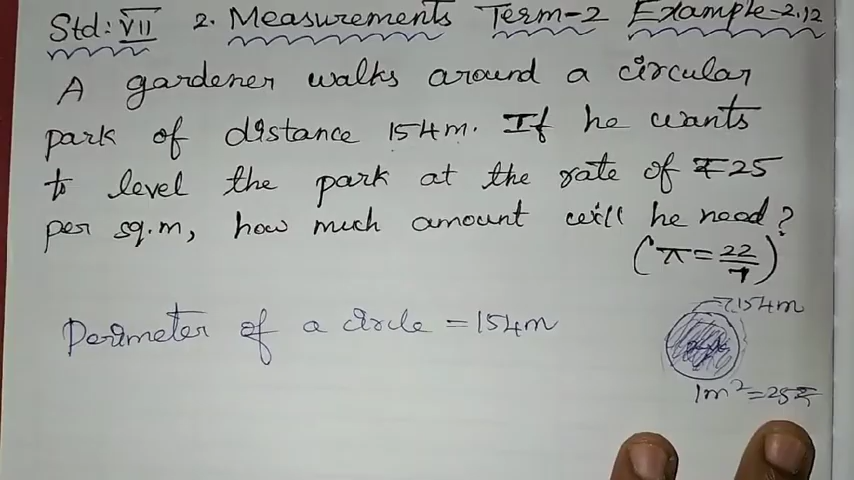 Std: VII 2. Measurements Term-2 Example-2.12
A gardener walks around a circular
park of distance 154m. If he wants
to level the park at the rate of ₹25
per sq.m, how much amount will he need?
(π = 22/7)
154m
Perimeter of a circle = 154m
1m² = 25₹